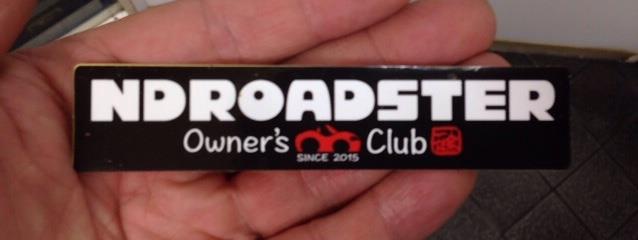 NDROADSTER
Owner's Club
SINCE 2015